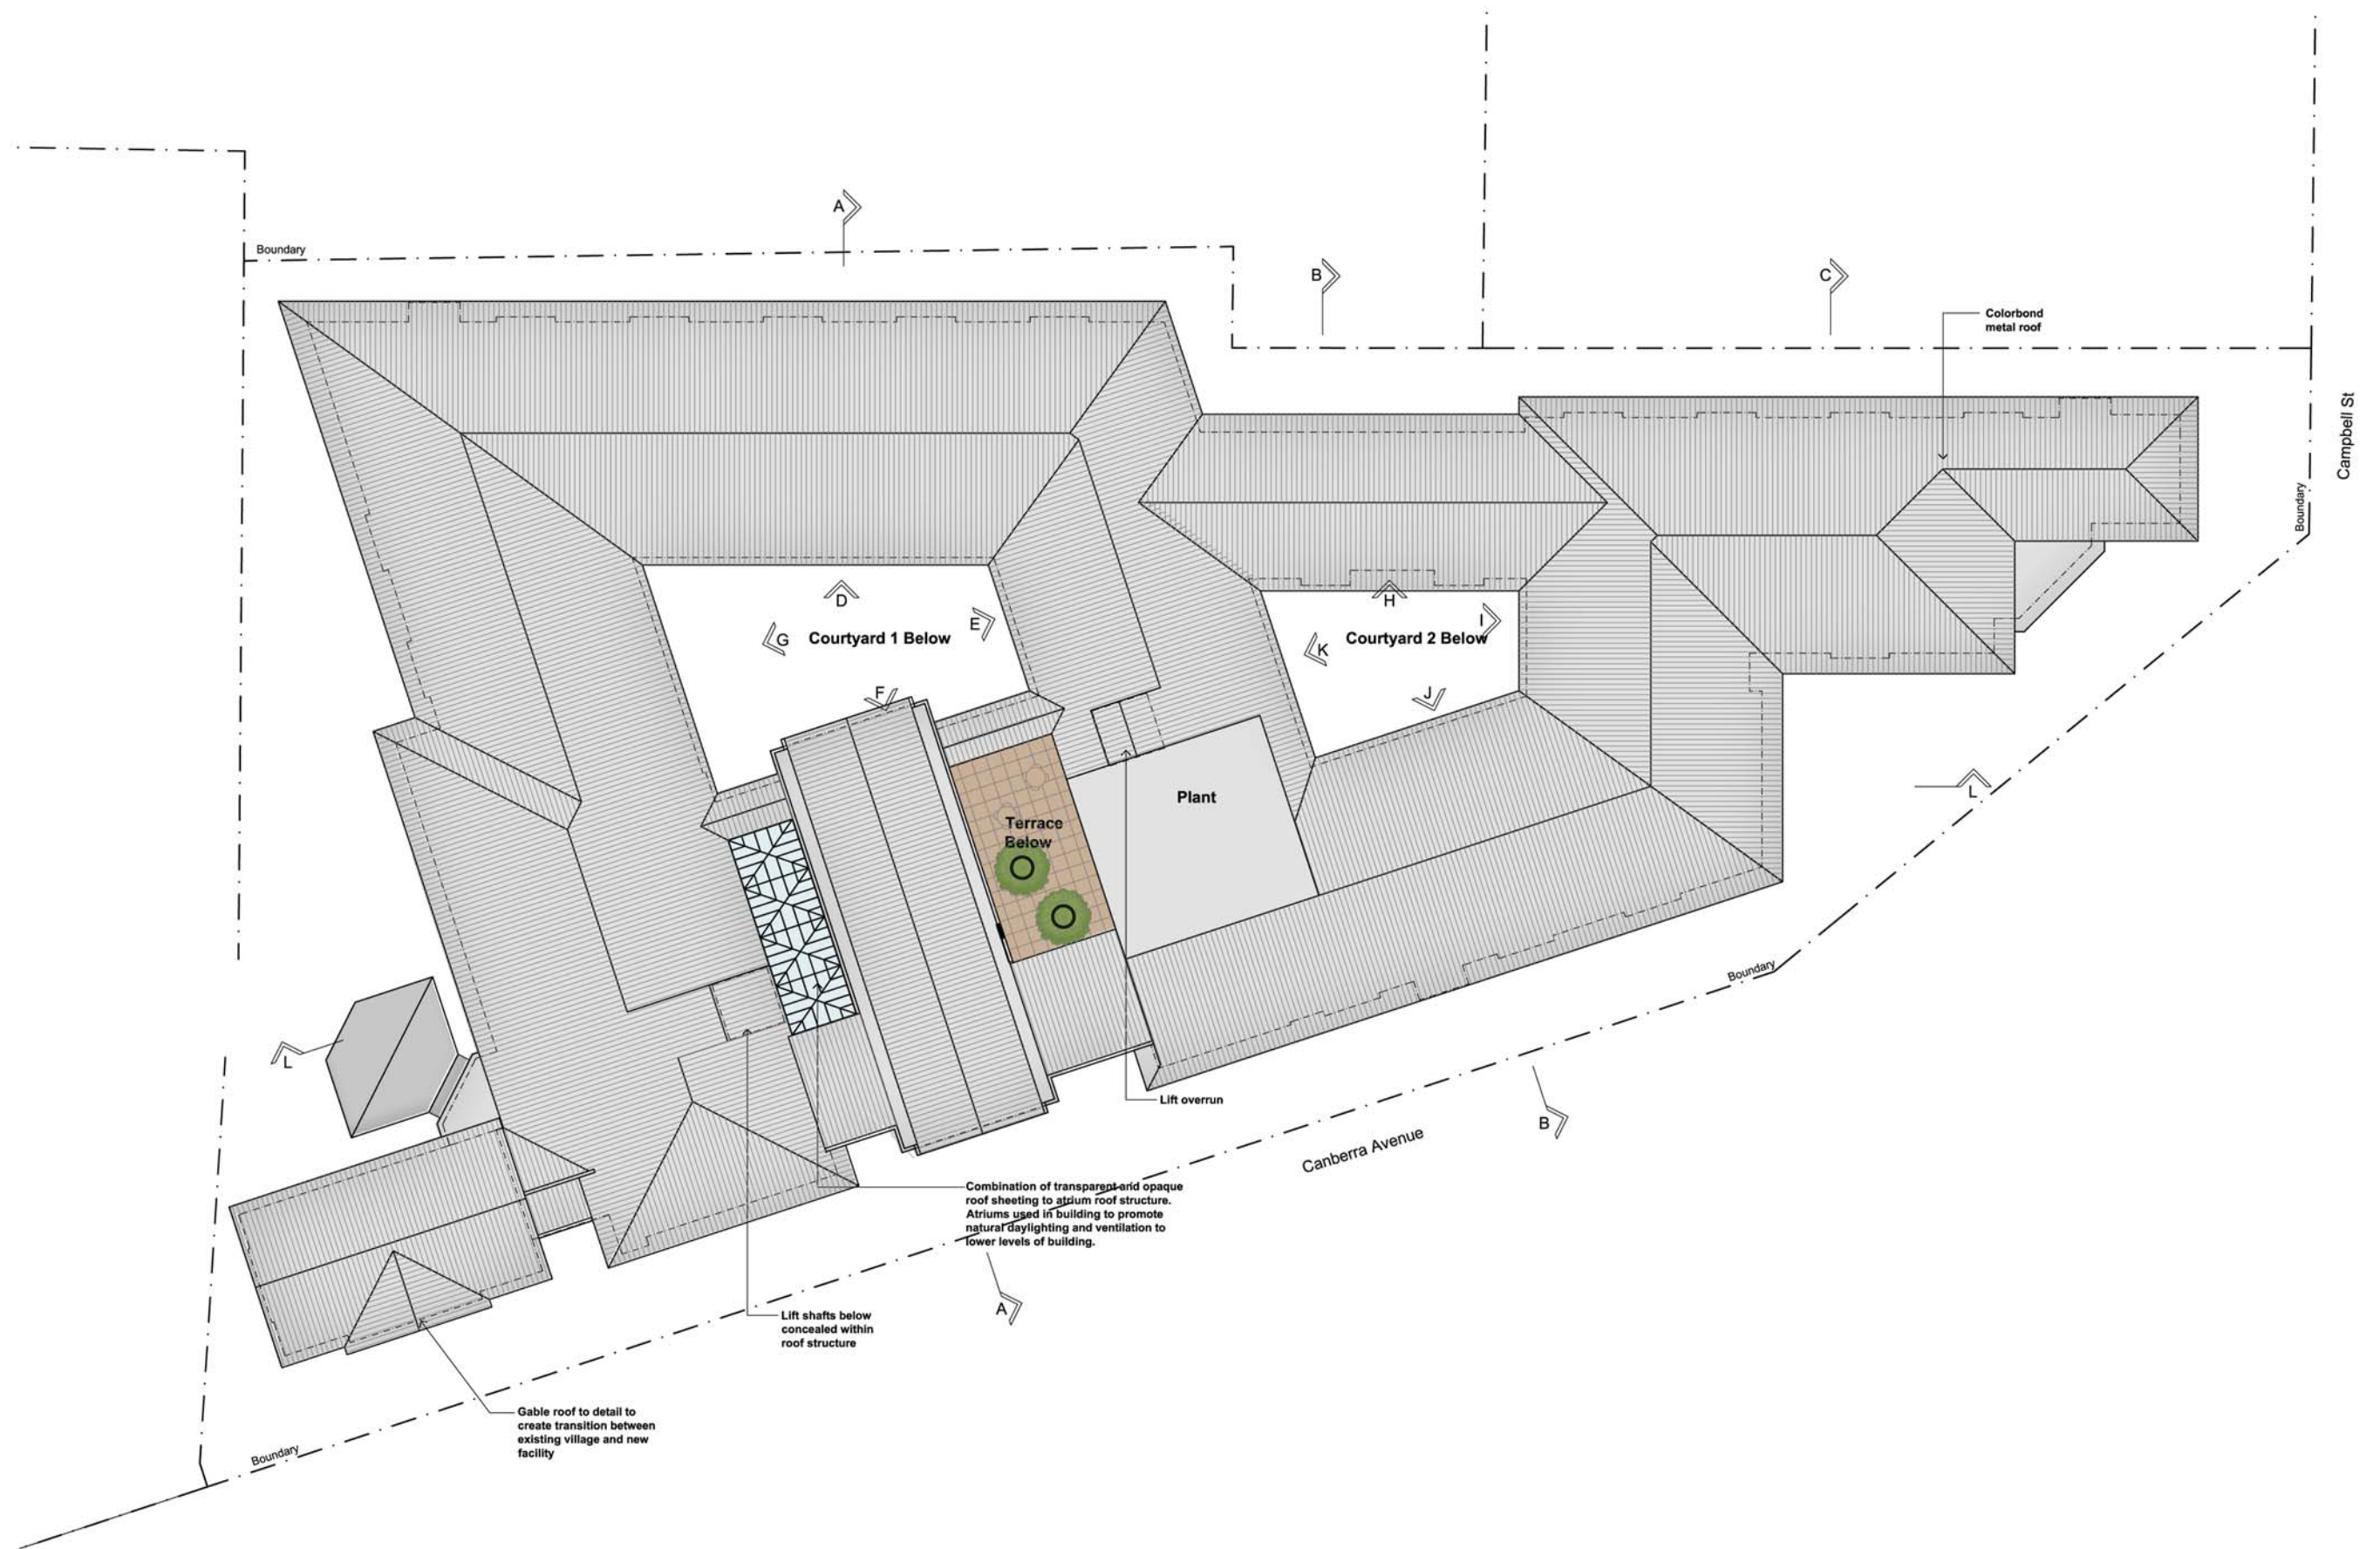 A
Boundary
B
C
Colorbond
metal roof
Campbell St
Boundary
D
E
G
Courtyard 1 Below
H
I
K
Courtyard 2 Below
F
J
L
Plant
Terrace
Below
L
Boundary
Lift overrun
B
Canberra Avenue
Combination of transparent and opaque
roof sheeting to atrium roof structure.
Atriums used in building to promote
natural daylighting and ventilation to
lower levels of building.
A
Lift shafts below
concealed within
roof structure
Gable roof to detail to
create transition between
existing village and new
facility
Boundary